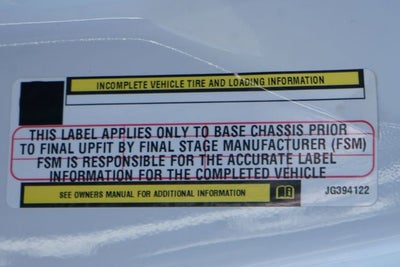 INCOMPLETE VEHICLE TIRE AND LOADING INFORMATION
THIS LABEL APPLIES ONLY TO BASE CHASSIS PRIOR
TO FINAL UPFIT BY FINAL STAGE MANUFACTURER (FSM)
FSM IS RESPONSIBLE FOR THE ACCURATE LABEL
INFORMATION FOR THE COMPLETED VEHICLE
SEE OWNERS MANUAL FOR ADDITIONAL INFORMATION
JG394122